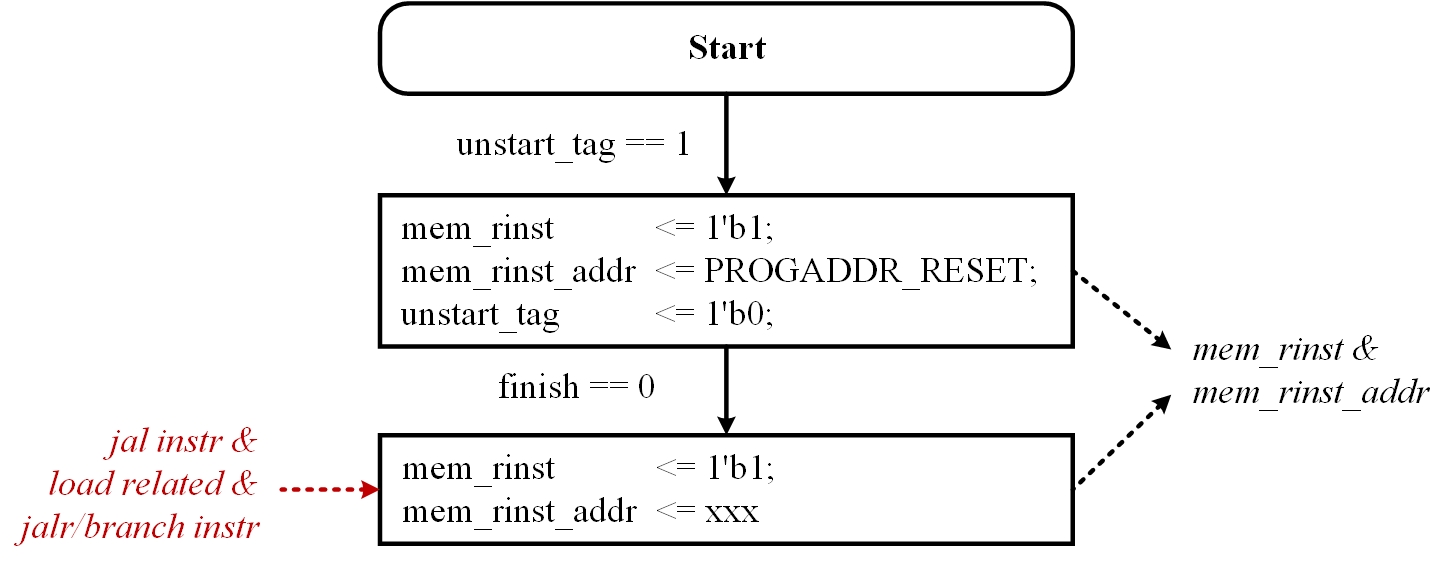 Start
unstart_tag == 1
mem_rinst <= 1'b1;
mem_rinst_addr <= PROGADDR_RESET;
unstart_tag <= 1'b0;
mem_rinst &
mem_rinst_addr
finish == 0
jal instr &
load related &
jalr/branch instr
mem_rinst <= 1'b1;
mem_rinst_addr <= xxx